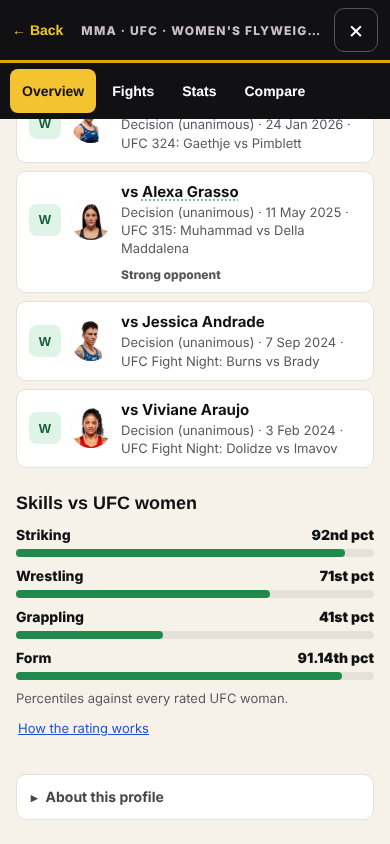 ← Back MMA · UFC · WOMEN'S FLYWEIG... ×
Overview Fights Stats Compare
W
Decision (unanimous) · 24 Jan 2026 ·
UFC 324: Gaethje vs Pimblett
vs Alexa Grasso
W
Decision (unanimous) · 11 May 2025 ·
UFC 315: Muhammad vs Della
Maddalena
Strong opponent
vs Jessica Andrade
W
Decision (unanimous) · 7 Sep 2024 ·
UFC Fight Night: Burns vs Brady
vs Viviane Araujo
W
Decision (unanimous) · 3 Feb 2024 ·
UFC Fight Night: Dolidze vs Imavov
Skills vs UFC women
Striking 92nd pct
Wrestling 71st pct
Grappling 41st pct
Form 91.14th pct
Percentiles against every rated UFC woman.
How the rating works
▸ About this profile